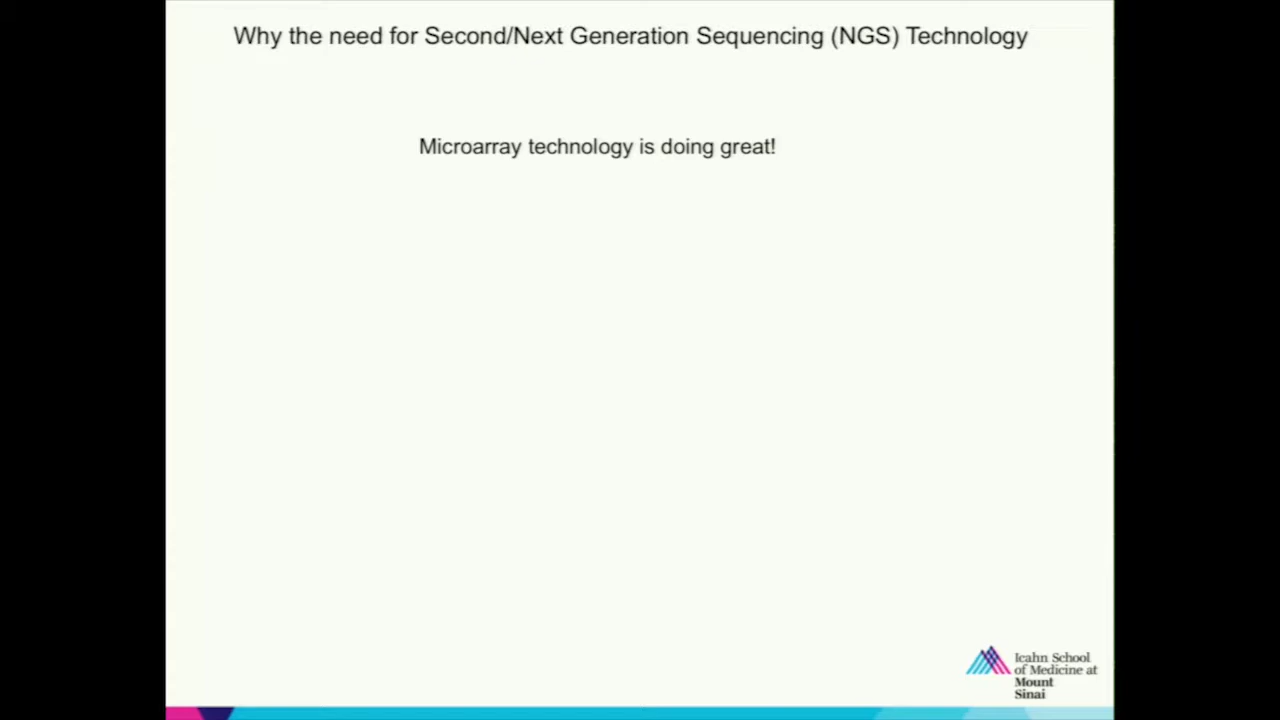 Why the need for Second/Next Generation Sequencing (NGS) Technology
Microarray technology is doing great!
Icahn School
of Medicine at
Mount
Sinai